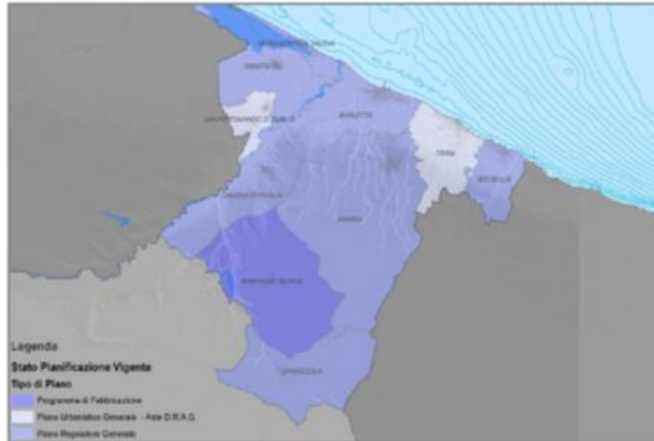 MARGHERITA DI SAVOIA
TRINITAPOLI
SAN FERDINANDO DI PUGLIA
BARLETTA
TRANI
BISCEGLIE
CANOSA DI PUGLIA
ANDRIA
MINERVINO MURGE
SPINAZZOLA
Legenda
Stato Pianificazione Vigente
Tipo di Piano
Programma di Fabbricazione
Piano Urbanistico Generale - Atto D.R.A.G.
Piano Regolatore Generale